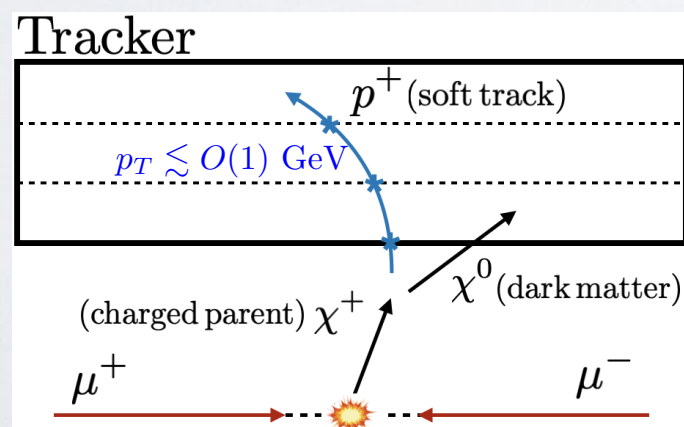 Tracker
p⁺ (soft track)
p_T ≲ O(1) GeV
χ⁰ (dark matter)
(charged parent) χ⁺
μ⁺ μ⁻